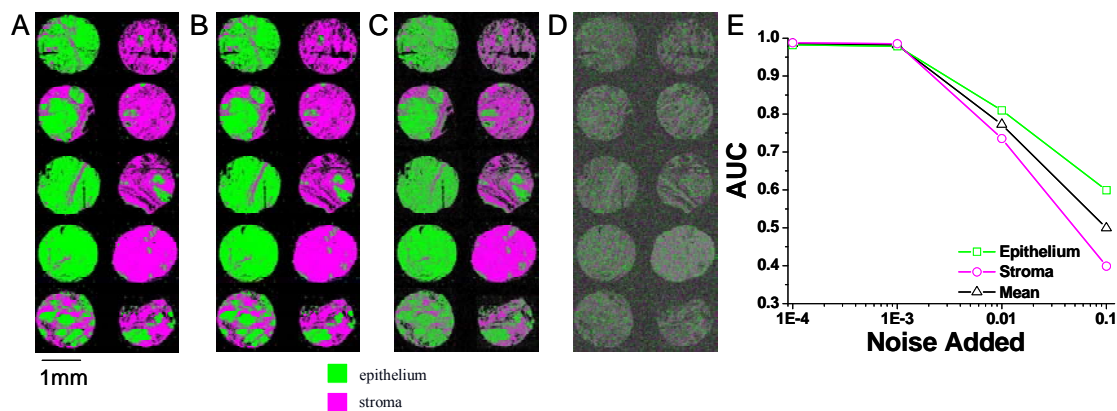 A B C D E
1.0
0.9
0.8
0.7
0.6
0.5
0.4
0.3
AUC
Epithelium
Stroma
Mean
1E-4 1E-3 0.01 0.1
Noise Added
1mm
epithelium
stroma